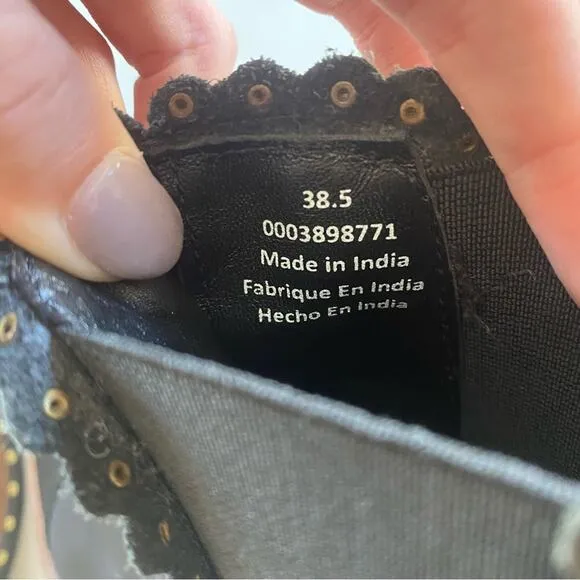 38.5
0003898771
Made in India
Fabrique En India
Hecho En India